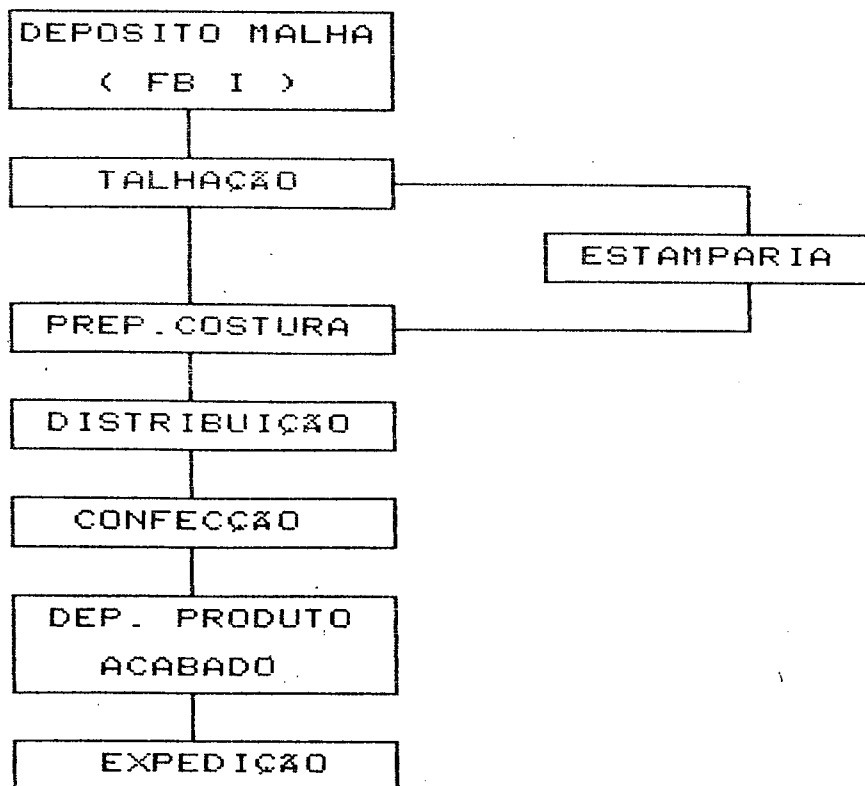 DEPOSITO MALHA
( FB I )
TALHAÇÃO
ESTAMPARIA
PREP.COSTURA
DISTRIBUIÇÃO
CONFECÇÃO
DEP. PRODUTO
ACABADO
EXPEDIÇÃO